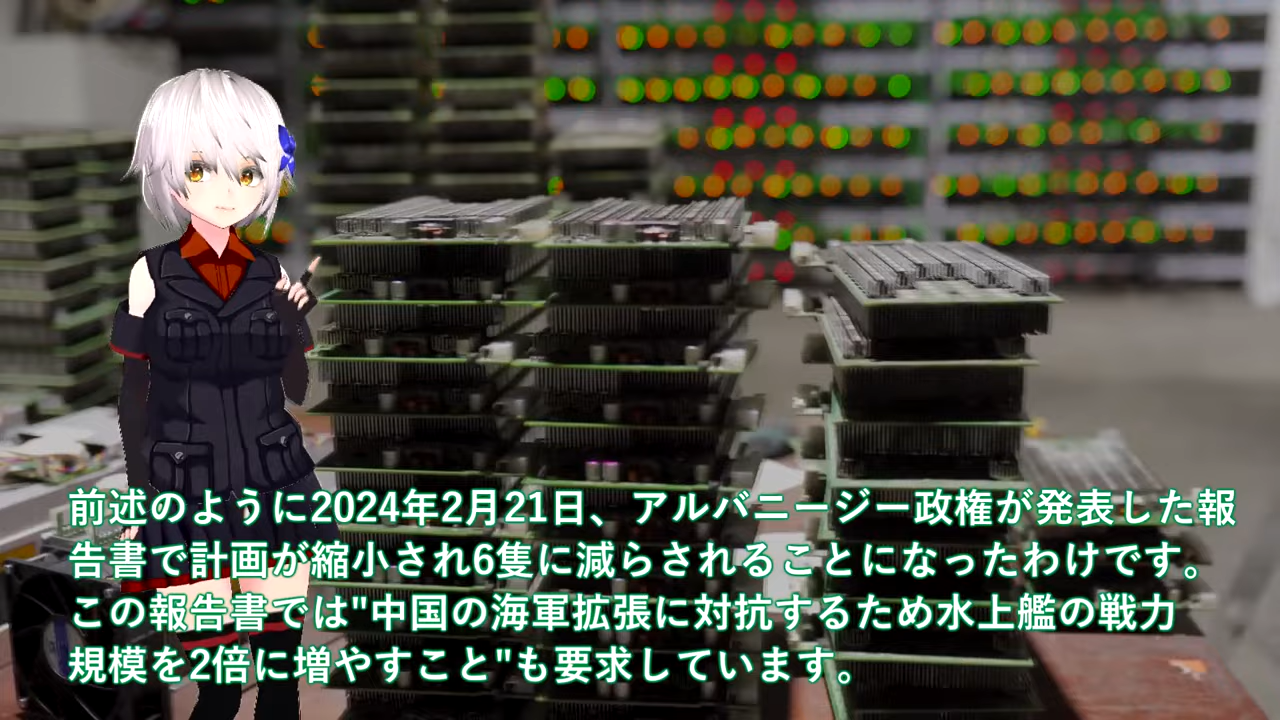 前述のように2024年2月21日、アルバニージー政権が発表した報
告書で計画が縮小され6隻に減らされることになったわけです。
この報告書では"中国の海軍拡張に対抗するため水上艦の戦力
規模を2倍に増やすこと"も要求しています。